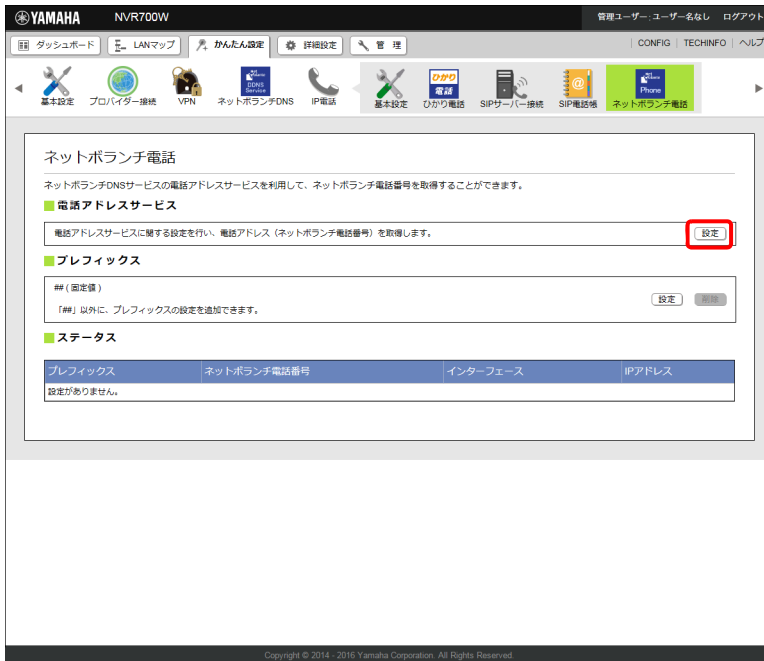 YAMAHA NVR700W 管理ユーザー：ユーザー名なし ログアウト
ダッシュボード LANマップ かんたん設定 詳細設定 管 理 CONFIG | TECHINFO | ヘルプ
ひかり電話 Phone
DDNS Service
基本設定 プロバイダー接続 VPN ネットボランチDNS IP電話 基本設定 ひかり電話 SIPサーバー接続 SIP電話帳 ネットボランチ電話
ネットボランチ電話
ネットボランチDNSサービスの電話アドレスサービスを利用して、ネットボランチ電話番号を取得することができます。
電話アドレスサービス
電話アドレスサービスに関する設定を行い、電話アドレス（ネットボランチ電話番号）を取得します。 設定
プレフィックス
##(固定値)
「##」以外に、プレフィックスの設定を追加できます。 設定 削除
ステータス
プレフィックス ネットボランチ電話番号 インターフェース IPアドレス
設定がありません。
Copyright © 2014 - 2016 Yamaha Corporation. All Rights Reserved.